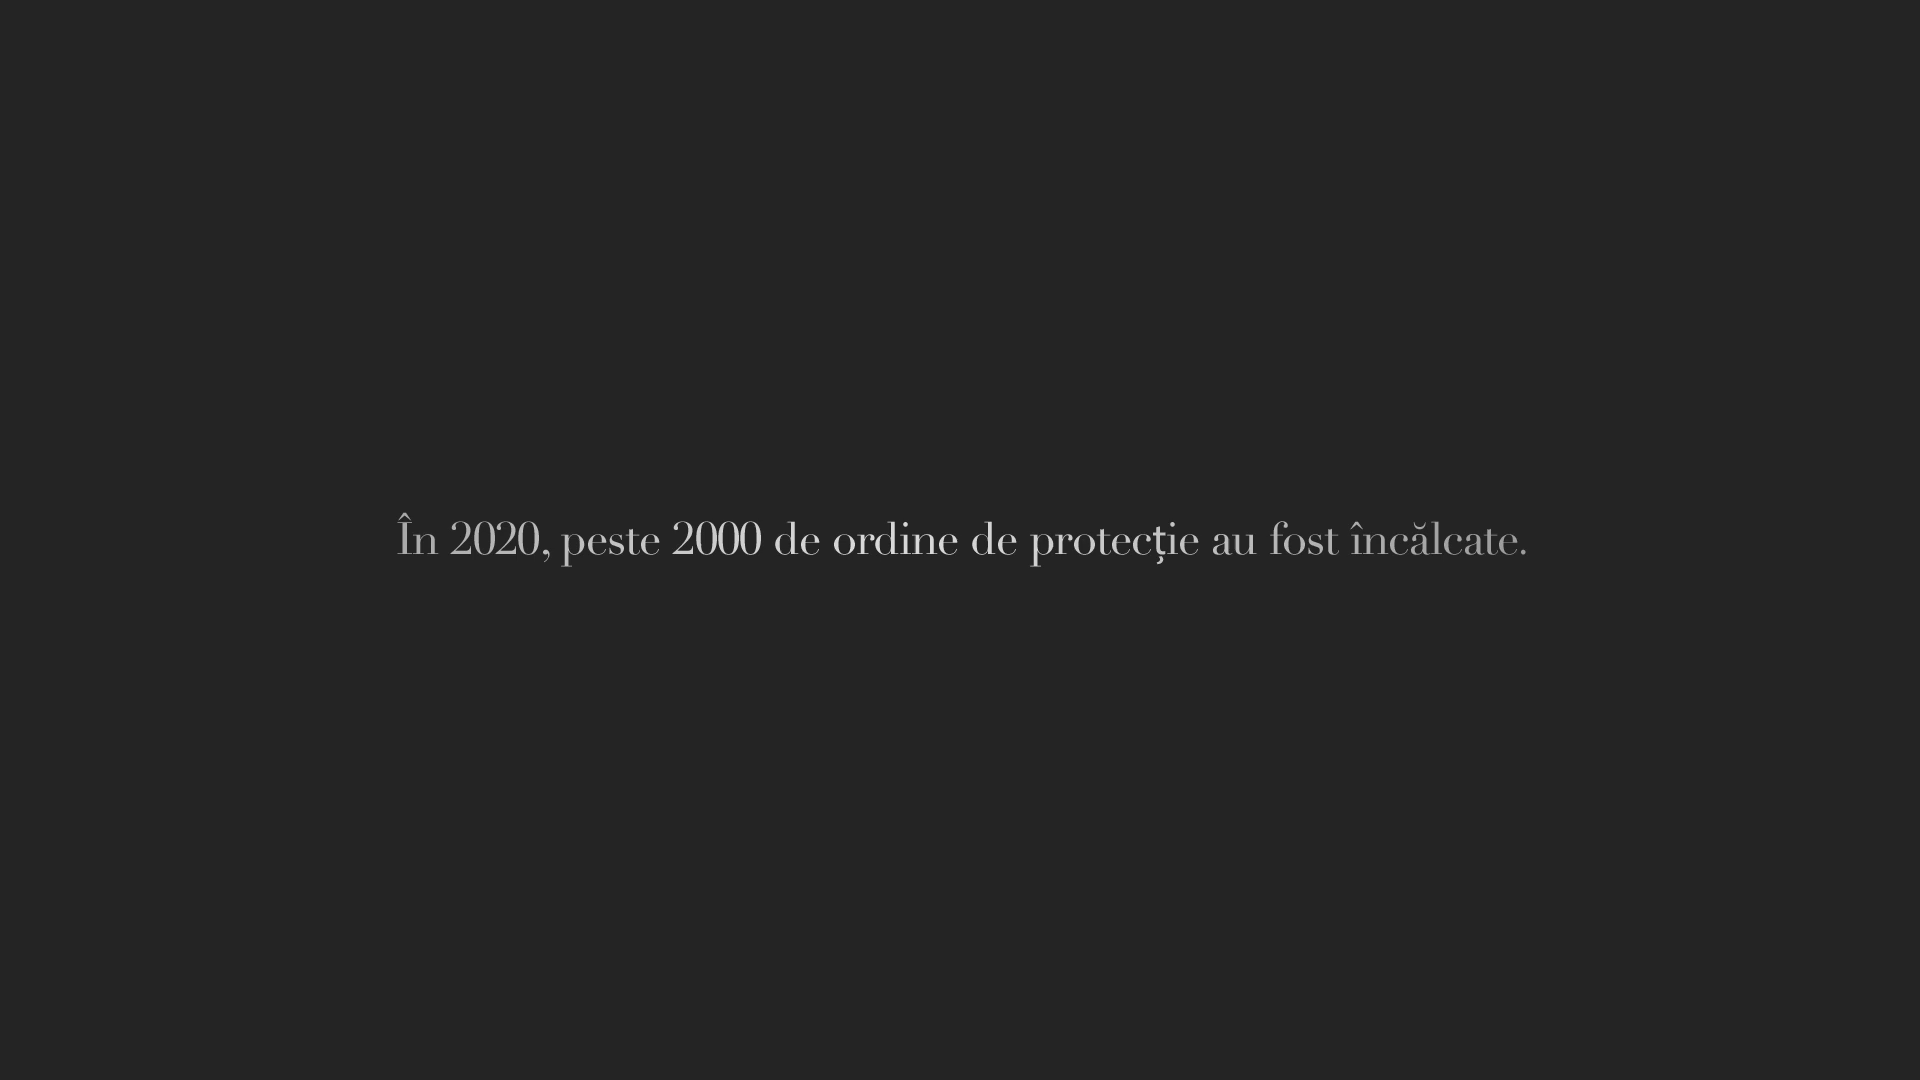 În 2020, peste 2000 de ordine de protecție au fost încălcate.